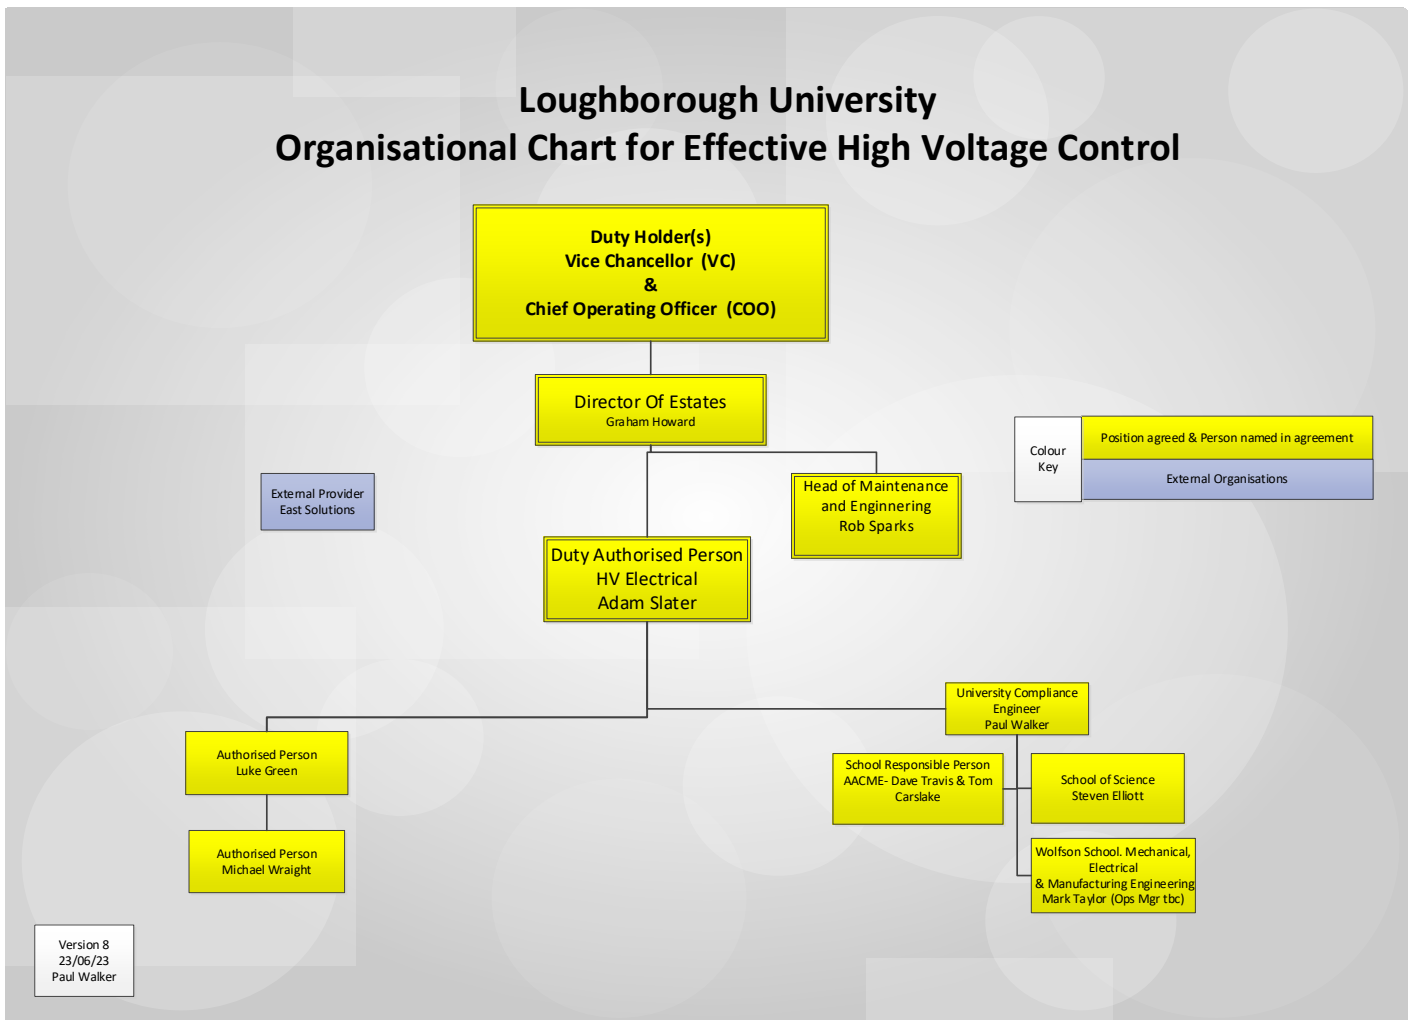 Loughborough University
Organisational Chart for Effective High Voltage Control
Duty Holder(s)
Vice Chancellor (VC)
&
Chief Operating Officer (COO)
Director Of Estates
Graham Howard
Colour
Key
Position agreed & Person named in agreement
External Organisations
External Provider
East Solutions
Head of Maintenance
and Enginnering
Rob Sparks
Duty Authorised Person
HV Electrical
Adam Slater
University Compliance
Engineer
Paul Walker
Authorised Person
Luke Green
School Responsible Person
AACME- Dave Travis & Tom
Carslake
School of Science
Steven Elliott
Authorised Person
Michael Wraight
Wolfson School. Mechanical,
Electrical
& Manufacturing Engineering
Mark Taylor (Ops Mgr tbc)
Version 8
23/06/23
Paul Walker